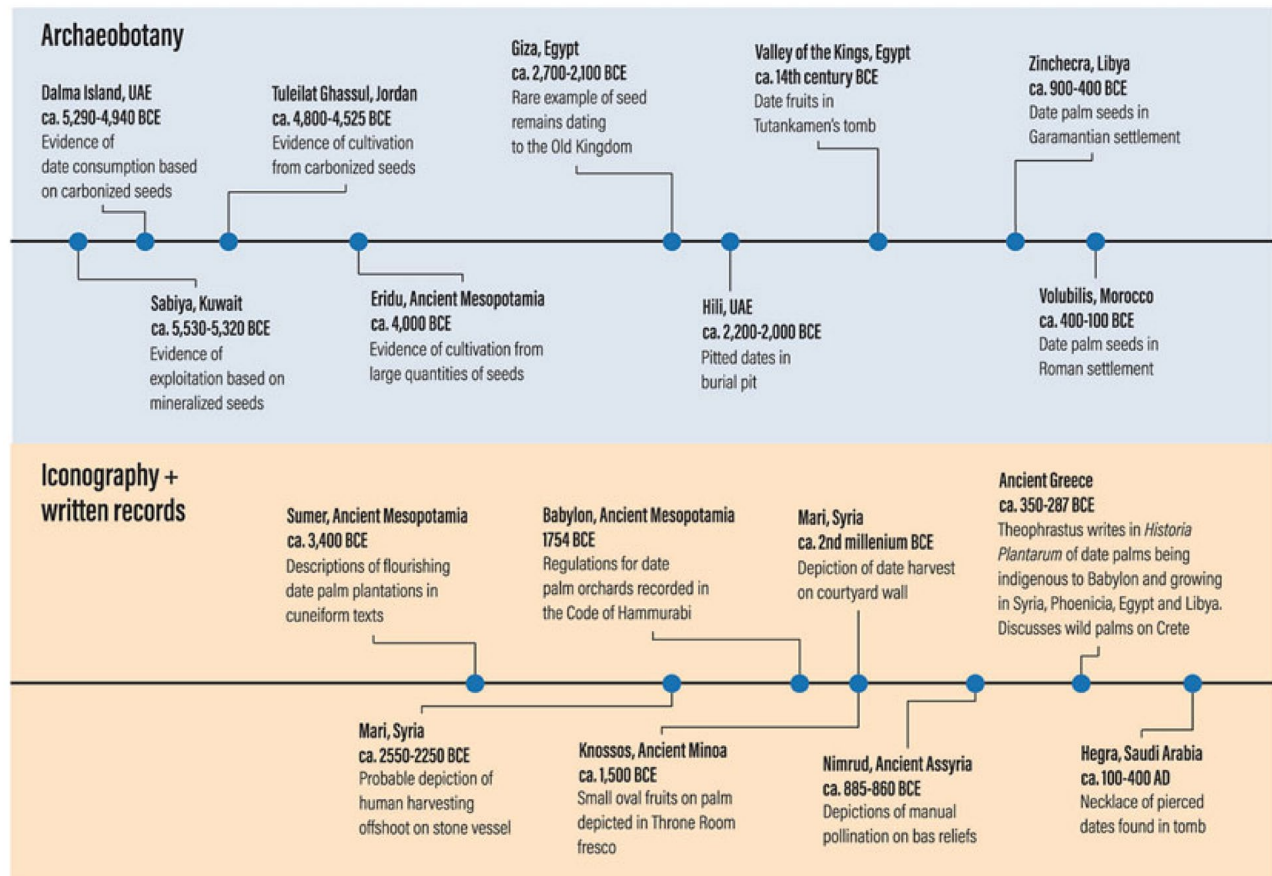 Archaeobotany
Dalma Island, UAE
ca. 5,290-4,940 BCE
Evidence of
date consumption based
on carbonized seeds
Tuleilat Ghassul, Jordan
ca. 4,800-4,525 BCE
Evidence of cultivation
from carbonized seeds
Giza, Egypt
ca. 2,700-2,100 BCE
Rare example of seed
remains dating
to the Old Kingdom
Valley of the Kings, Egypt
ca. 14th century BCE
Date fruits in
Tutankamen's tomb
Zinchecra, Libya
ca. 900-400 BCE
Date palm seeds in
Garamantian settlement
Sabiya, Kuwait
ca. 5,530-5,320 BCE
Evidence of
exploitation based on
mineralized seeds
Eridu, Ancient Mesopotamia
ca. 4,000 BCE
Evidence of cultivation from
large quantities of seeds
Hili, UAE
ca. 2,200-2,000 BCE
Pitted dates in
burial pit
Volubilis, Morocco
ca. 400-100 BCE
Date palm seeds in
Roman settlement
Iconography +
written records
Sumer, Ancient Mesopotamia
ca. 3,400 BCE
Descriptions of flourishing
date palm plantations in
cuneiform texts
Babylon, Ancient Mesopotamia
1754 BCE
Regulations for date
palm orchards recorded in
the Code of Hammurabi
Mari, Syria
ca. 2nd millenium BCE
Depiction of date harvest
on courtyard wall
Ancient Greece
ca. 350-287 BCE
Theophrastus writes in Historia
Plantarum of date palms being
indigenous to Babylon and growing
in Syria, Phoenicia, Egypt and Libya.
Discusses wild palms on Crete
Mari, Syria
ca. 2550-2250 BCE
Probable depiction of
human harvesting
offshoot on stone vessel
Knossos, Ancient Minoa
ca. 1,500 BCE
Small oval fruits on palm
depicted in Throne Room
fresco
Nimrud, Ancient Assyria
ca. 885-860 BCE
Depictions of manual
pollination on bas reliefs
Hegra, Saudi Arabia
ca. 100-400 AD
Necklace of pierced
dates found in tomb